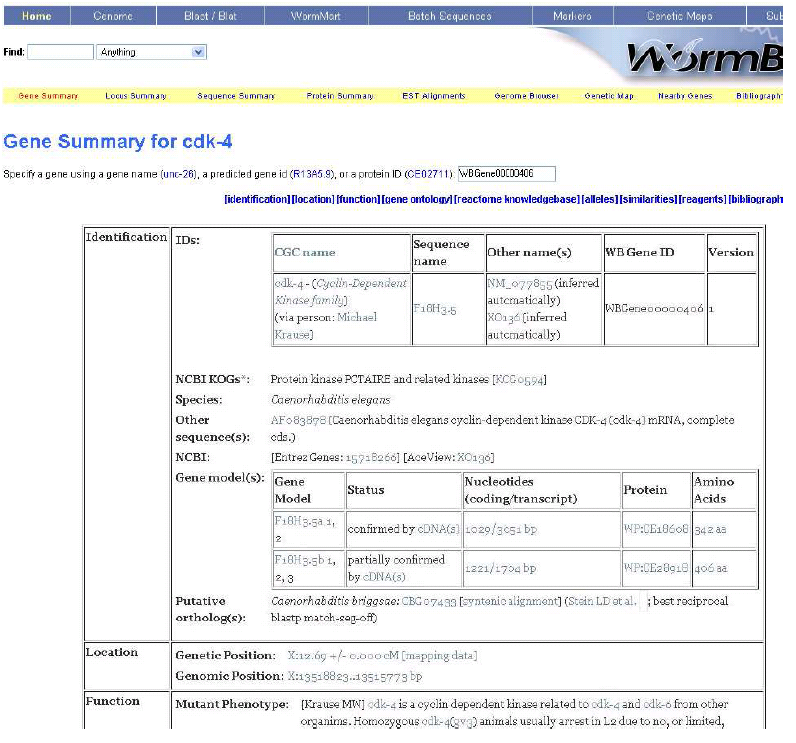 Home Genome Blast / Blat WormMart Batch Sequences Markers Genetic Maps Sub
Find: Anything
WormB
Gene Summary Locus Summary Sequence Summary Protein Summary EST Alignments Genome Browser Genetic Map Nearby Genes Bibliograph
Gene Summary for cdk-4
Specify a gene using a gene name (unc-26), a predicted gene id (R13A5.9), or a protein ID (CE02711): WBGene00000406
[identification][location][function][gene ontology][reactome knowledgebase][alleles][similarities][reagents][bibliograph
Identification IDs:
CGC name Sequence name Other name(s) WB Gene ID Version
cdk-4 - (Cyclin-Dependent Kinase family) (via person: Michael Krause) F18H3.5 NM_077855 (inferred automatically) XO136 (inferred automatically) WBGene00000406 1
NCBI KOGs*: Protein kinase PCTAIRE and related kinases [KOG0594]
Species: Caenorhabditis elegans
Other sequence(s): AF083878 (Caenorhabditis elegans cyclin-dependent kinase CDK-4 (cdk-4) mRNA, complete cds.)
NCBI: [Entrez Genes: 15718266] [AceView: XO136]
Gene model(s):
Gene Model Status Nucleotides (coding/transcript) Protein Amino Acids
F18H3.5a 1, 2 confirmed by cDNA(s) 1029/3051 bp WP:CE18608 342 aa
F18H3.5b 1, 2, 3 partially confirmed by cDNA(s) 1221/1704 bp WP:CE28918 406 aa
Putative ortholog(s): Caenorhabditis briggsae: CBG07433 [syntenic alignment] (Stein LD et al. ; best reciprocal blastp match-seg-off)
Location Genetic Position: X:12.69 +/- 0.000 cM [mapping data]
Genomic Position: X:13518823..13515773 bp
Function Mutant Phenotype: [Krause MW] cdk-4 is a cyclin dependent kinase related to cdk-4 and cdk-6 from other
organims. Homozygous cdk-4(gv3) animals usually arrest in L2 due to no, or limited,